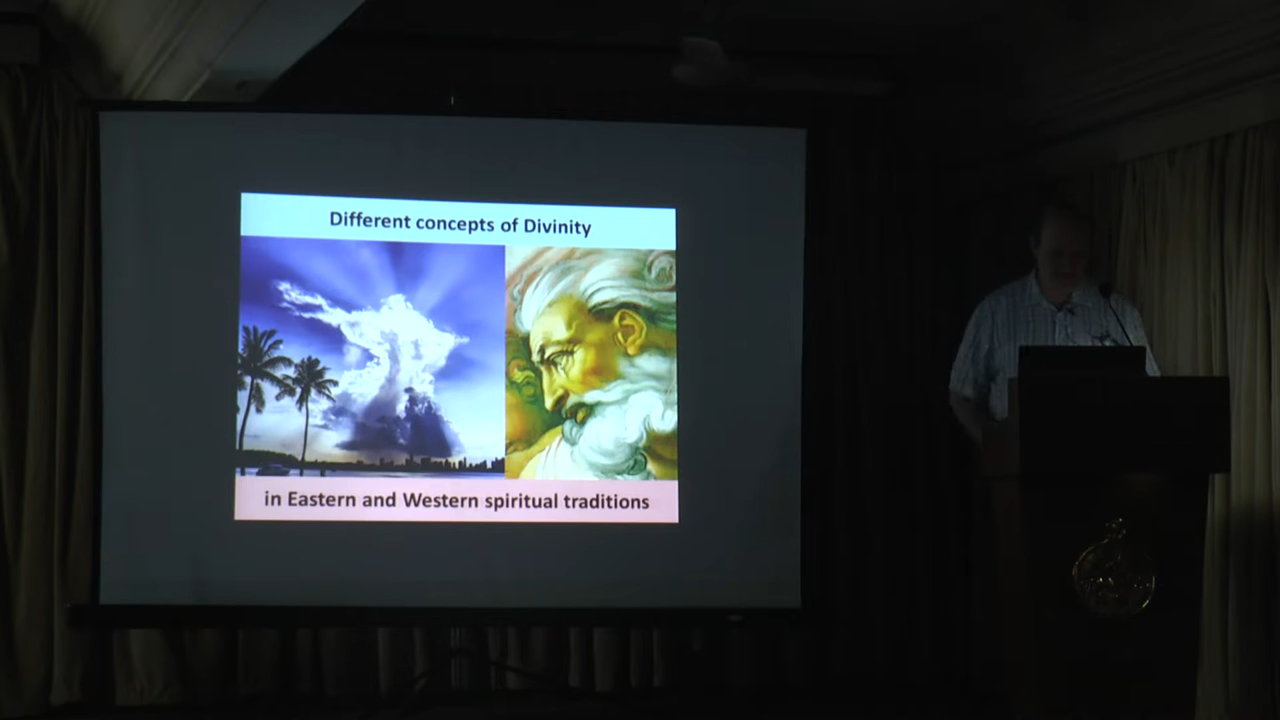 Different concepts of Divinity
in Eastern and Western spiritual traditions